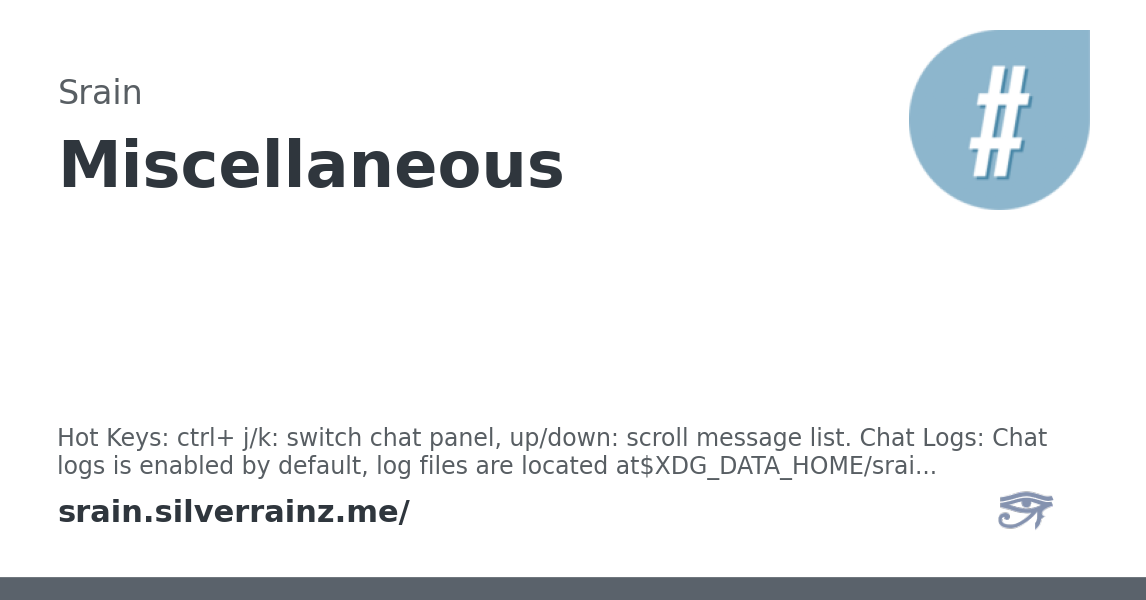 Srain
Miscellaneous
#
Hot Keys: ctrl+ j/k: switch chat panel, up/down: scroll message list. Chat Logs: Chat
logs is enabled by default, log files are located at$XDG_DATA_HOME/srai...
srain.silverrainz.me/